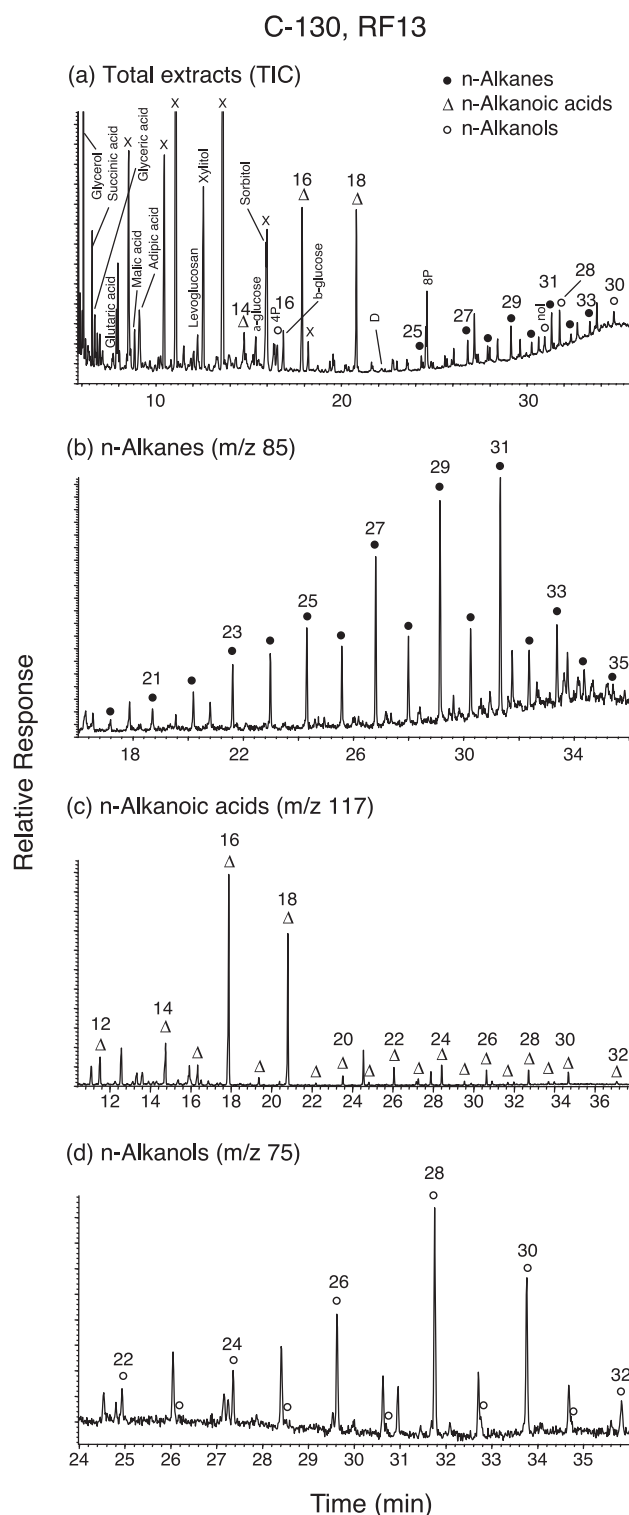 C-130, RF13
(a) Total extracts (TIC)
● n-Alkanes
Δ n-Alkanoic acids
○ n-Alkanols
Glycerol
Succinic acid
Glyceric acid
Glutaric acid
X
Malic acid
Adipic acid
X
X
Levoglucosan
Xylitol
X
14
Sorbitol
a-glucose
X
4P
16
b-glucose
16
X
18
D
25
8P
27
29
nol
31
28
33
30
10 20 30
(b) n-Alkanes (m/z 85)
21
23
25
27
29
31
33
35
18 22 26 30 34
Relative Response
(c) n-Alkanoic acids (m/z 117)
12
14
16
18
20
22
24
26
28
30
32
12 14 16 18 20 22 24 26 28 30 32 34 36
(d) n-Alkanols (m/z 75)
22
24
26
28
30
32
24 25 26 27 28 29 30 31 32 33 34 35
Time (min)